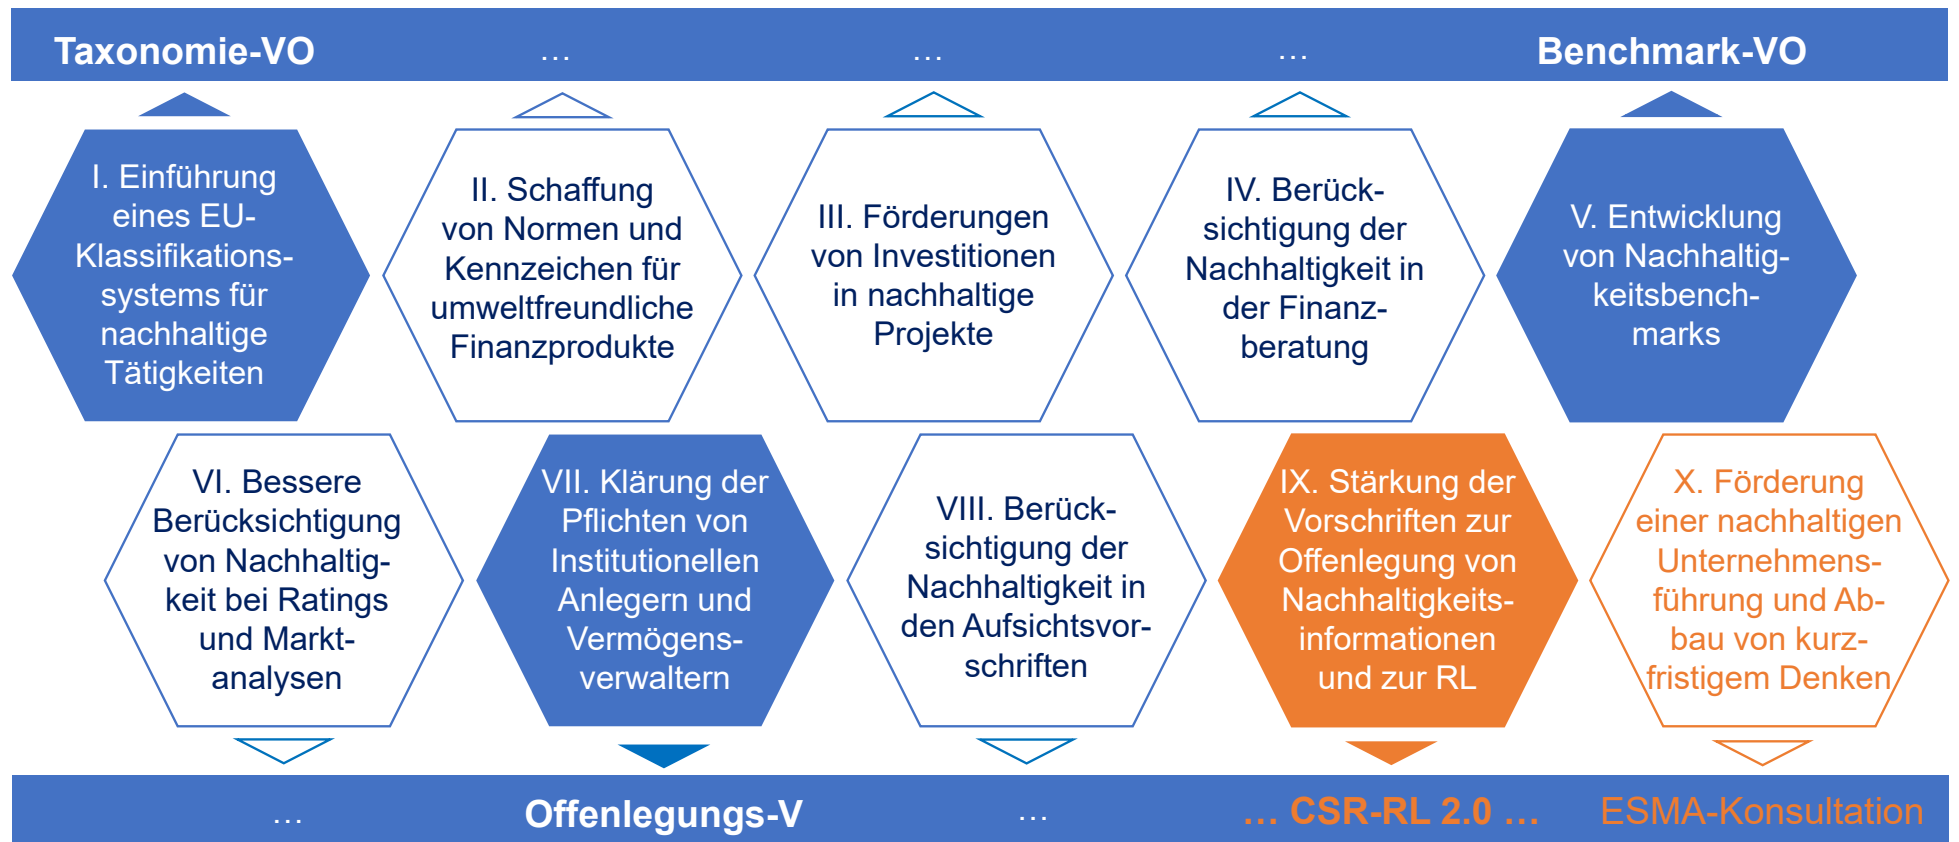 Taxonomie-VO … … … Benchmark-VO
I. Einführung
eines EU-
Klassifikations-
systems für
nachhaltige
Tätigkeiten
II. Schaffung
von Normen und
Kennzeichen für
umweltfreundliche
Finanzprodukte
III. Förderungen
von Investitionen
in nachhaltige
Projekte
IV. Berück-
sichtigung der
Nachhaltigkeit in
der Finanz-
beratung
V. Entwicklung
von Nachhaltig-
keitsbench-
marks
VI. Bessere
Berücksichtigung
von Nachhaltig-
keit bei Ratings
und Markt-
analysen
VII. Klärung der
Pflichten von
Institutionellen
Anlegern und
Vermögens-
verwaltern
VIII. Berück-
sichtigung der
Nachhaltigkeit in
den Aufsichtsvor-
schriften
IX. Stärkung der
Vorschriften zur
Offenlegung von
Nachhaltigkeits-
informationen
und zur RL
X. Förderung
einer nachhaltigen
Unternehmens-
führung und Ab-
bau von kurz-
fristigem Denken
… Offenlegungs-V … … CSR-RL 2.0 … ESMA-Konsultation